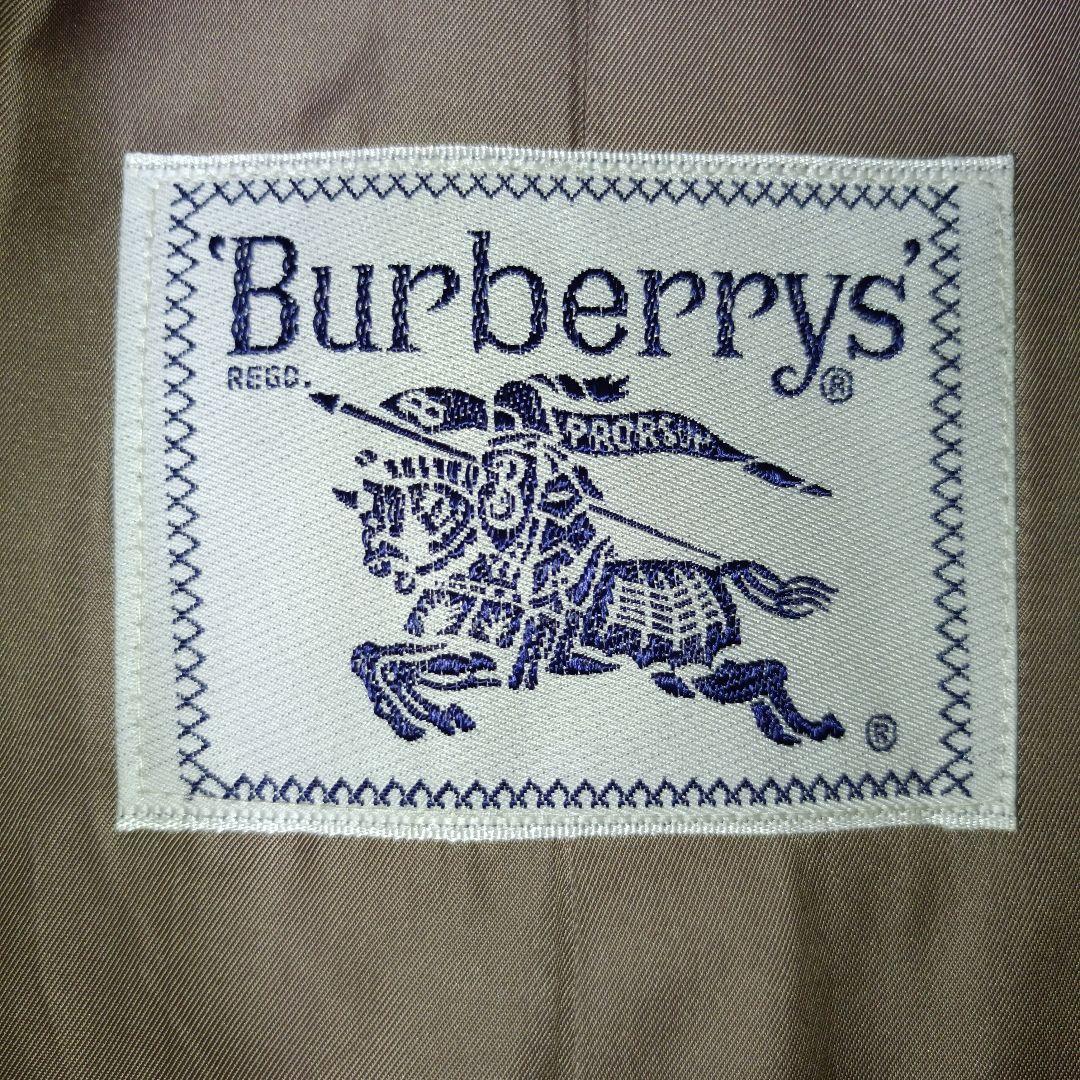 'Burberrys'
REGD. ®
PRORSUM
®